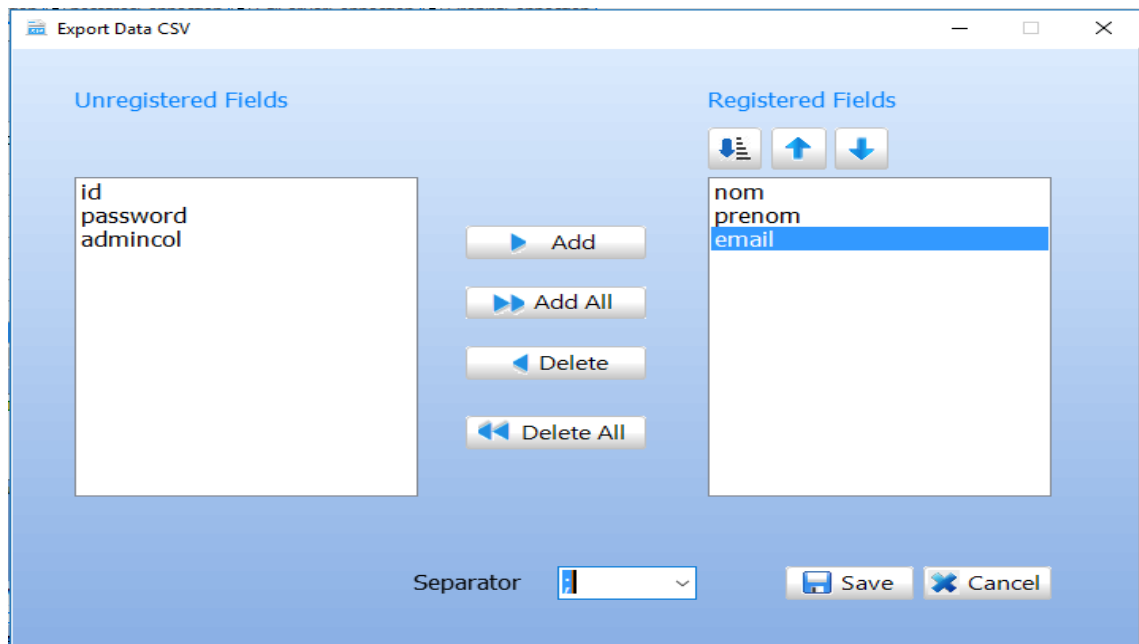 Export Data CSV
Unregistered Fields
Registered Fields
id
password
admincol
Add
Add All
Delete
Delete All
nom
prenom
email
Separator
;
Save
Cancel